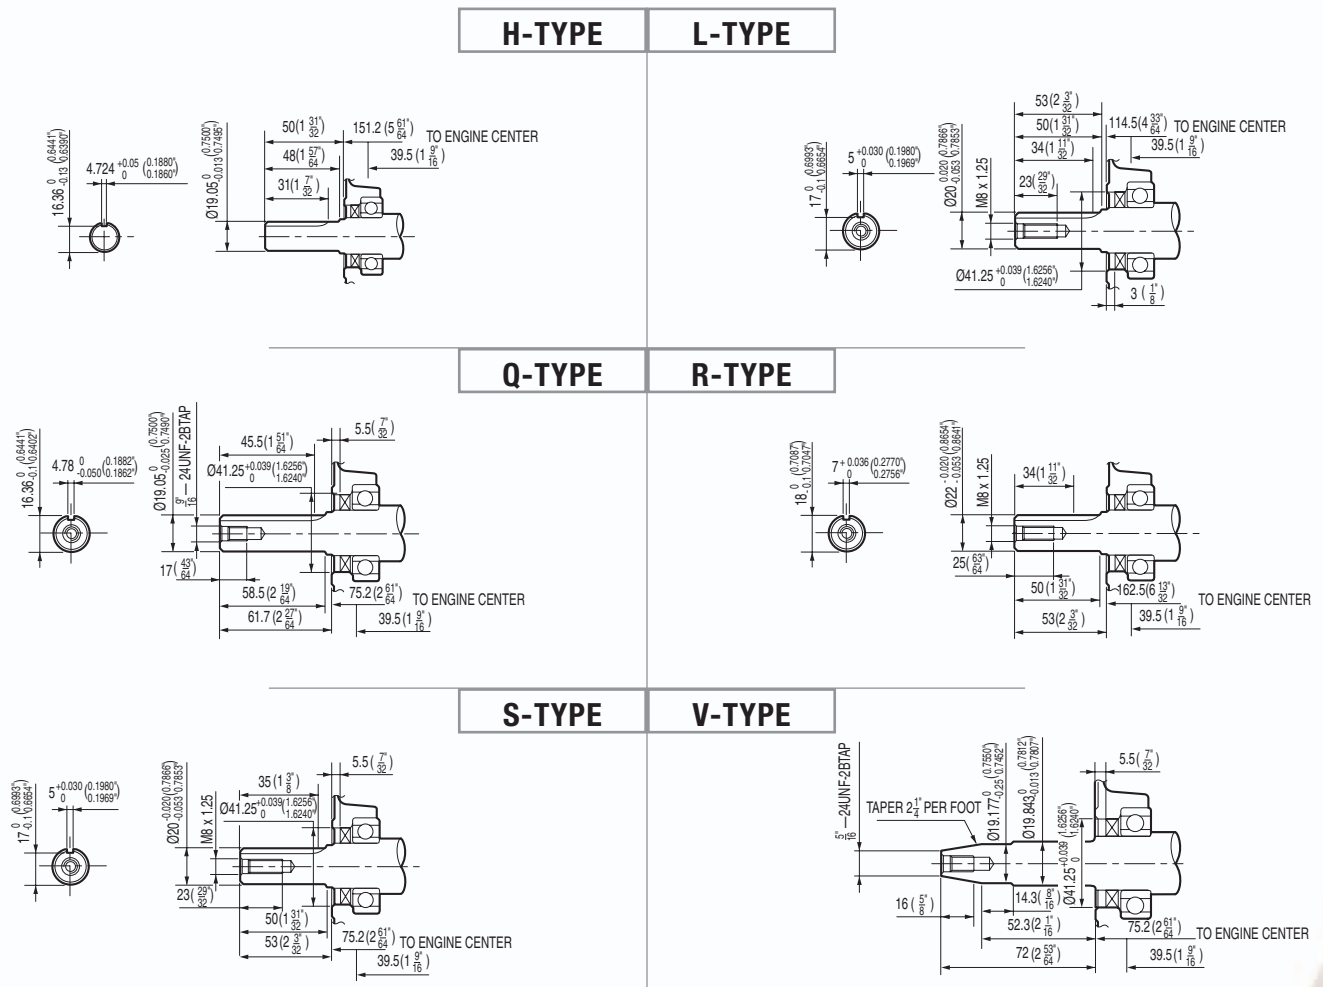 H-TYPE
L-TYPE
16.36 0 -0.13 (0.6441" 0.6390")
4.724 +0.05 0 (0.1880" 0.1860")
Ø19.05 0 -0.013 (0.7500" 0.7495")
50(1 31/32")
151.2 (5 61/64")
TO ENGINE CENTER
48(1 57/64")
39.5 (1 9/16")
31(1 7/32")
17 0 -0.1 (0.6993" 0.6654")
5 +0.030 0 (0.1980" 0.1969")
Ø20 0.020 0.053 (0.7866" 0.7853")
M8 x 1.25
53(2 3/32")
50(1 31/32")
114.5(4 33/64")
TO ENGINE CENTER
34(1 11/32")
39.5(1 9/16")
23(29/32")
Ø41.25 +0.039 0 (1.6256" 1.6240")
3 (1/8")
Q-TYPE
R-TYPE
16.36 0 -0.1 (0.6441" 0.6402")
4.78 0 -0.050 (0.1882" 0.1862")
Ø19.05 0 -0.025 (0.7500" 0.7490")
9"/16 — 24UNF-2BTAP
45.5(1 51/64")
5.5(7/32")
Ø41.25 +0.039 0 (1.6256" 1.6240")
17(43/64")
58.5(2 19/64")
75.2(2 61/64")
TO ENGINE CENTER
61.7(2 27/64")
39.5(1 9/16")
18 0 -0.1 (0.7087" 0.7047")
7 +0.036 0 (0.2770" 0.2756")
Ø22 -0.020 -0.053 (0.8654" 0.8641")
M8 x 1.25
34(1 11/32")
25(63/64")
50(1 31/32")
162.5(6 13/32")
TO ENGINE CENTER
53(2 3/32")
39.5(1 9/16")
S-TYPE
V-TYPE
17 0 -0.1 (0.6993" 0.6654")
5 +0.030 0 (0.1980" 0.1969")
Ø20 -0.020 -0.053 (0.7866" 0.7853")
M8 x 1.25
35(1 3/8")
5.5(7/32")
Ø41.25 +0.039 0 (1.6256" 1.6240")
23(29/32")
50(1 31/32")
53(2 3/32")
75.2(2 61/64")
TO ENGINE CENTER
39.5(1 9/16")
5"/16 — 24UNF-2BTAP
TAPER 2 1/4" PER FOOT
Ø19.177 0 -0.25 (0.7550" 0.7452")
Ø19.843 0 -0.013 (0.7812" 0.7807")
5.5(7/32")
Ø41.25 +0.039 0 (1.6256" 1.6240")
16 (5/8")
14.3(8/16")
52.3(2 1/16")
75.2(2 61/64")
TO ENGINE CENTER
72(2 53/64")
39.5(1 9/16")